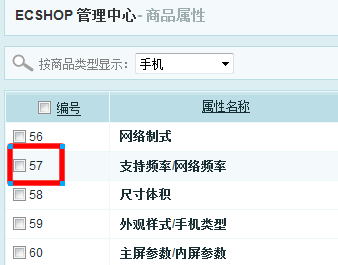 ECSHOP 管理中心 - 商品属性
按商品类型显示： 手机
编号 属性名称
56 网络制式
57 支持频率/网络频率
58 尺寸体积
59 外观样式/手机类型
60 主屏参数/内屏参数